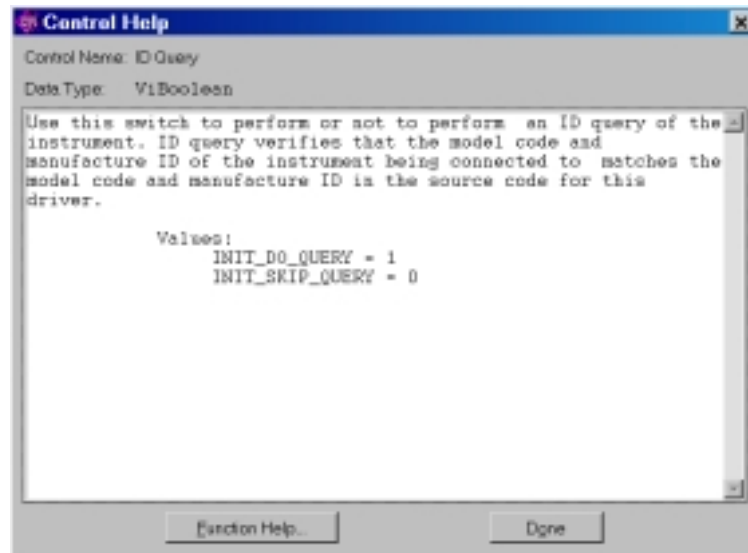 Control Help
Control Name: ID Query
Data Type: ViBoolean
Use this switch to perform or not to perform an ID query of the
instrument. ID query verifies that the model code and
manufacture ID of the instrument being connected to matches the
model code and manufacture ID in the source code for this
driver.
Values:
INIT_DO_QUERY = 1
INIT_SKIP_QUERY = 0
Function Help...
Done